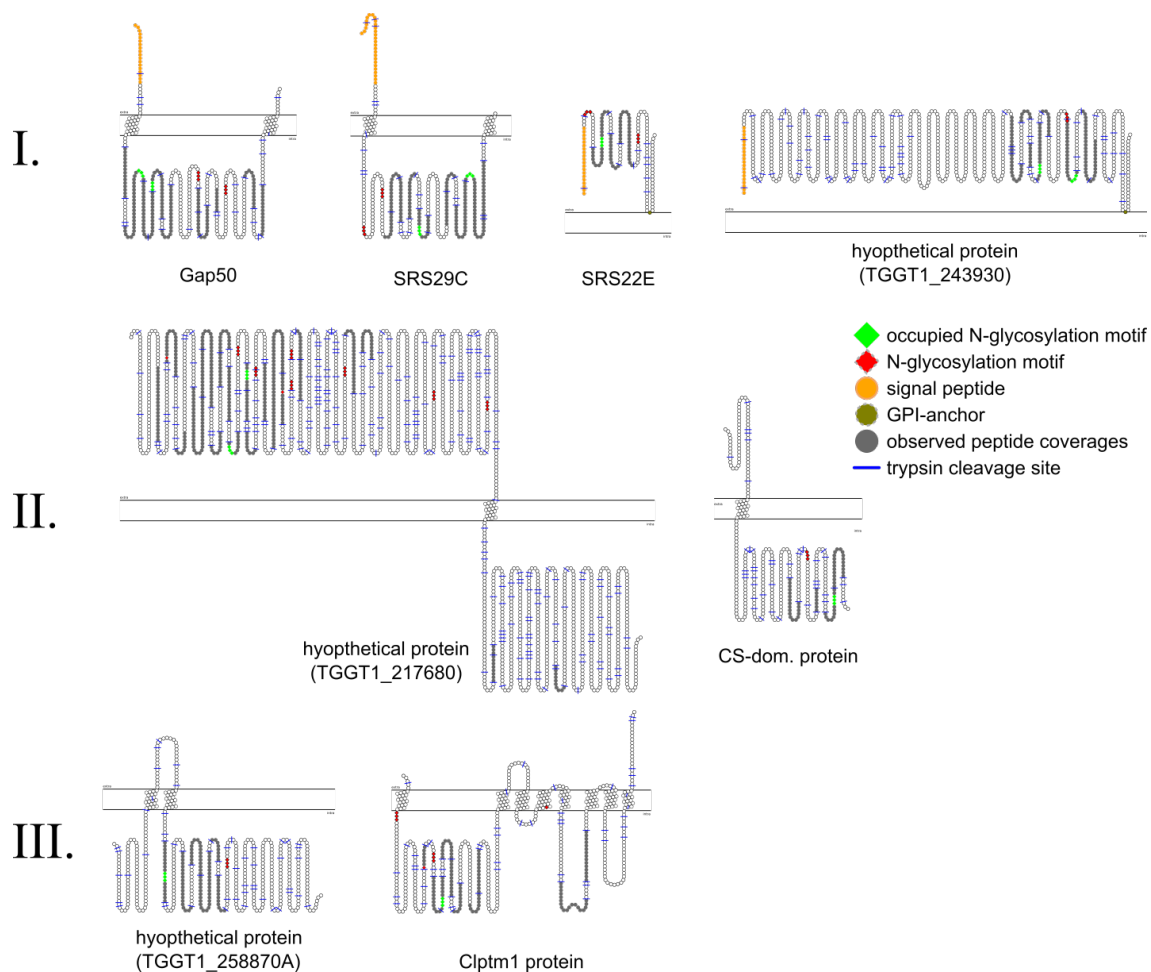 I.
Gap50
SRS29C
SRS22E
hyopthetical protein
(TGGT1_243930)
occupied N-glycosylation motif
N-glycosylation motif
signal peptide
GPI-anchor
observed peptide coverages
trypsin cleavage site
II.
hyopthetical protein
(TGGT1_217680)
CS-dom. protein
III.
hyopthetical protein
(TGGT1_258870A)
Clptm1 protein